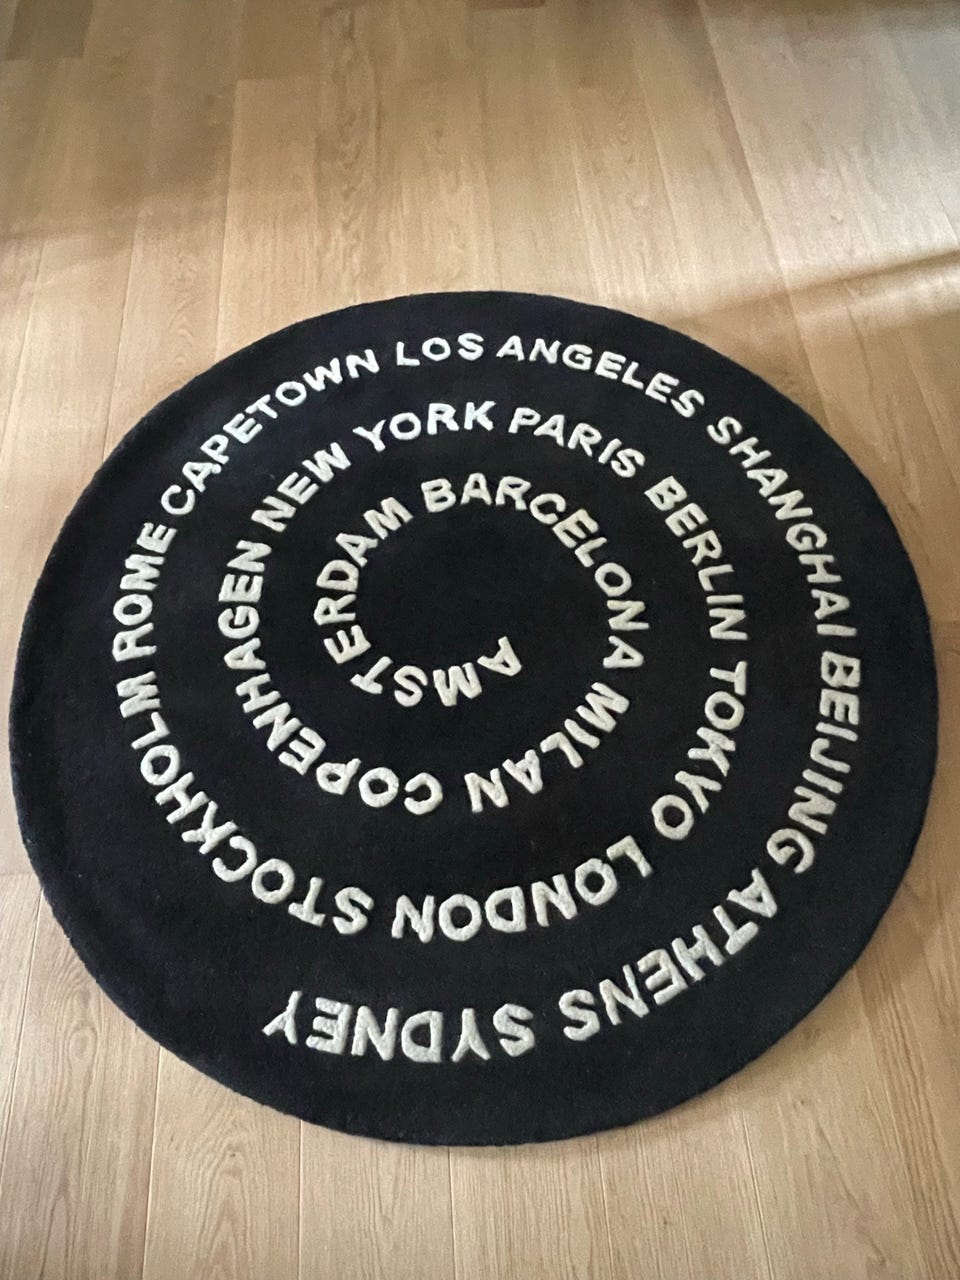 AMSTERDAM BARCELONA MILAN COPENHAGEN NEW YORK PARIS BERLIN TOKYO LONDON STOCKHOLM ROME CAPETOWN LOS ANGELES SHANGHAI BEIJING ATHENS SYDNEY